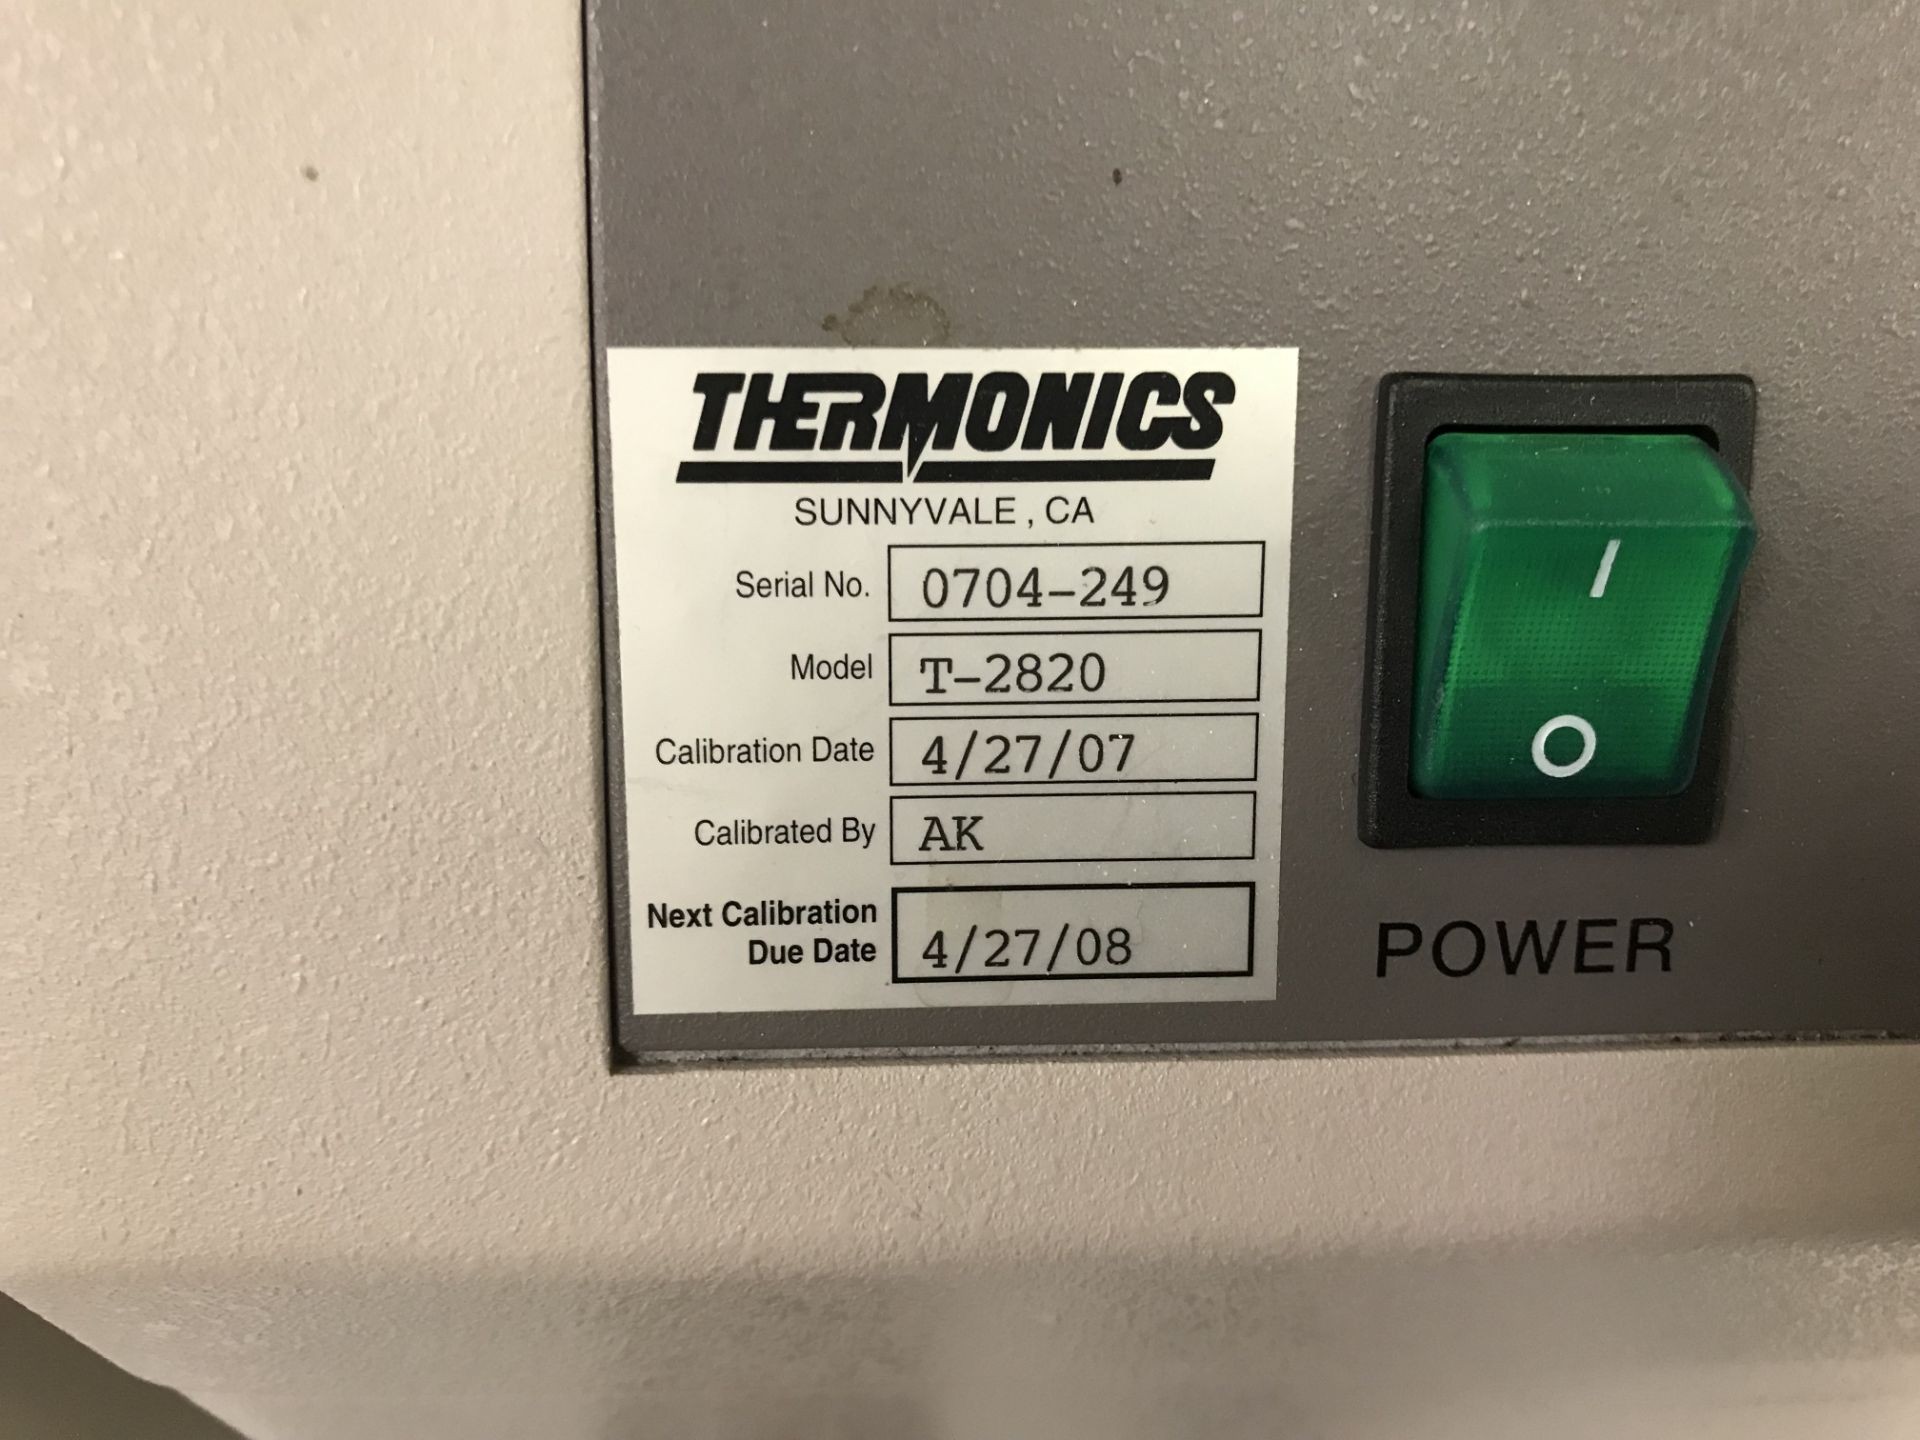 THERMONICS
SUNNYVALE , CA
Serial No. 0704-249
Model T-2820
Calibration Date 4/27/07
Calibrated By AK
Next Calibration
Due Date 4/27/08
I
O
POWER